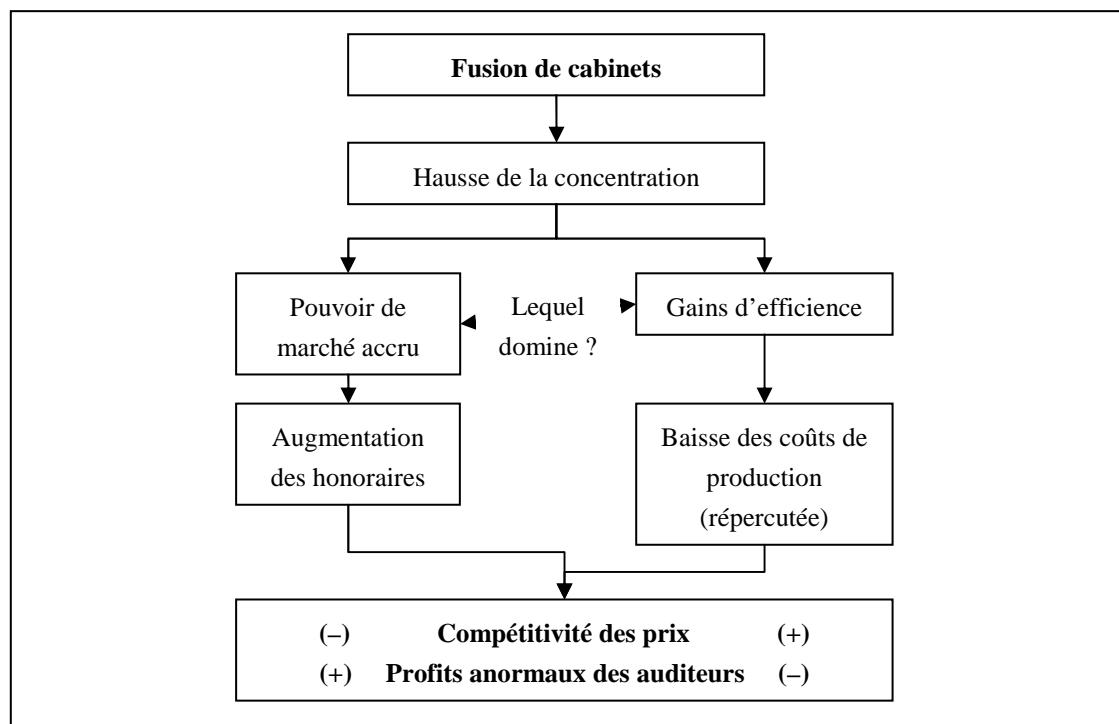 Fusion de cabinets
Hausse de la concentration
Pouvoir de
marché accru
Lequel
domine ?
Gains d’efficience
Augmentation
des honoraires
Baisse des coûts de
production
(répercutée)
(–) Compétitivité des prix (+)
(+) Profits anormaux des auditeurs (–)